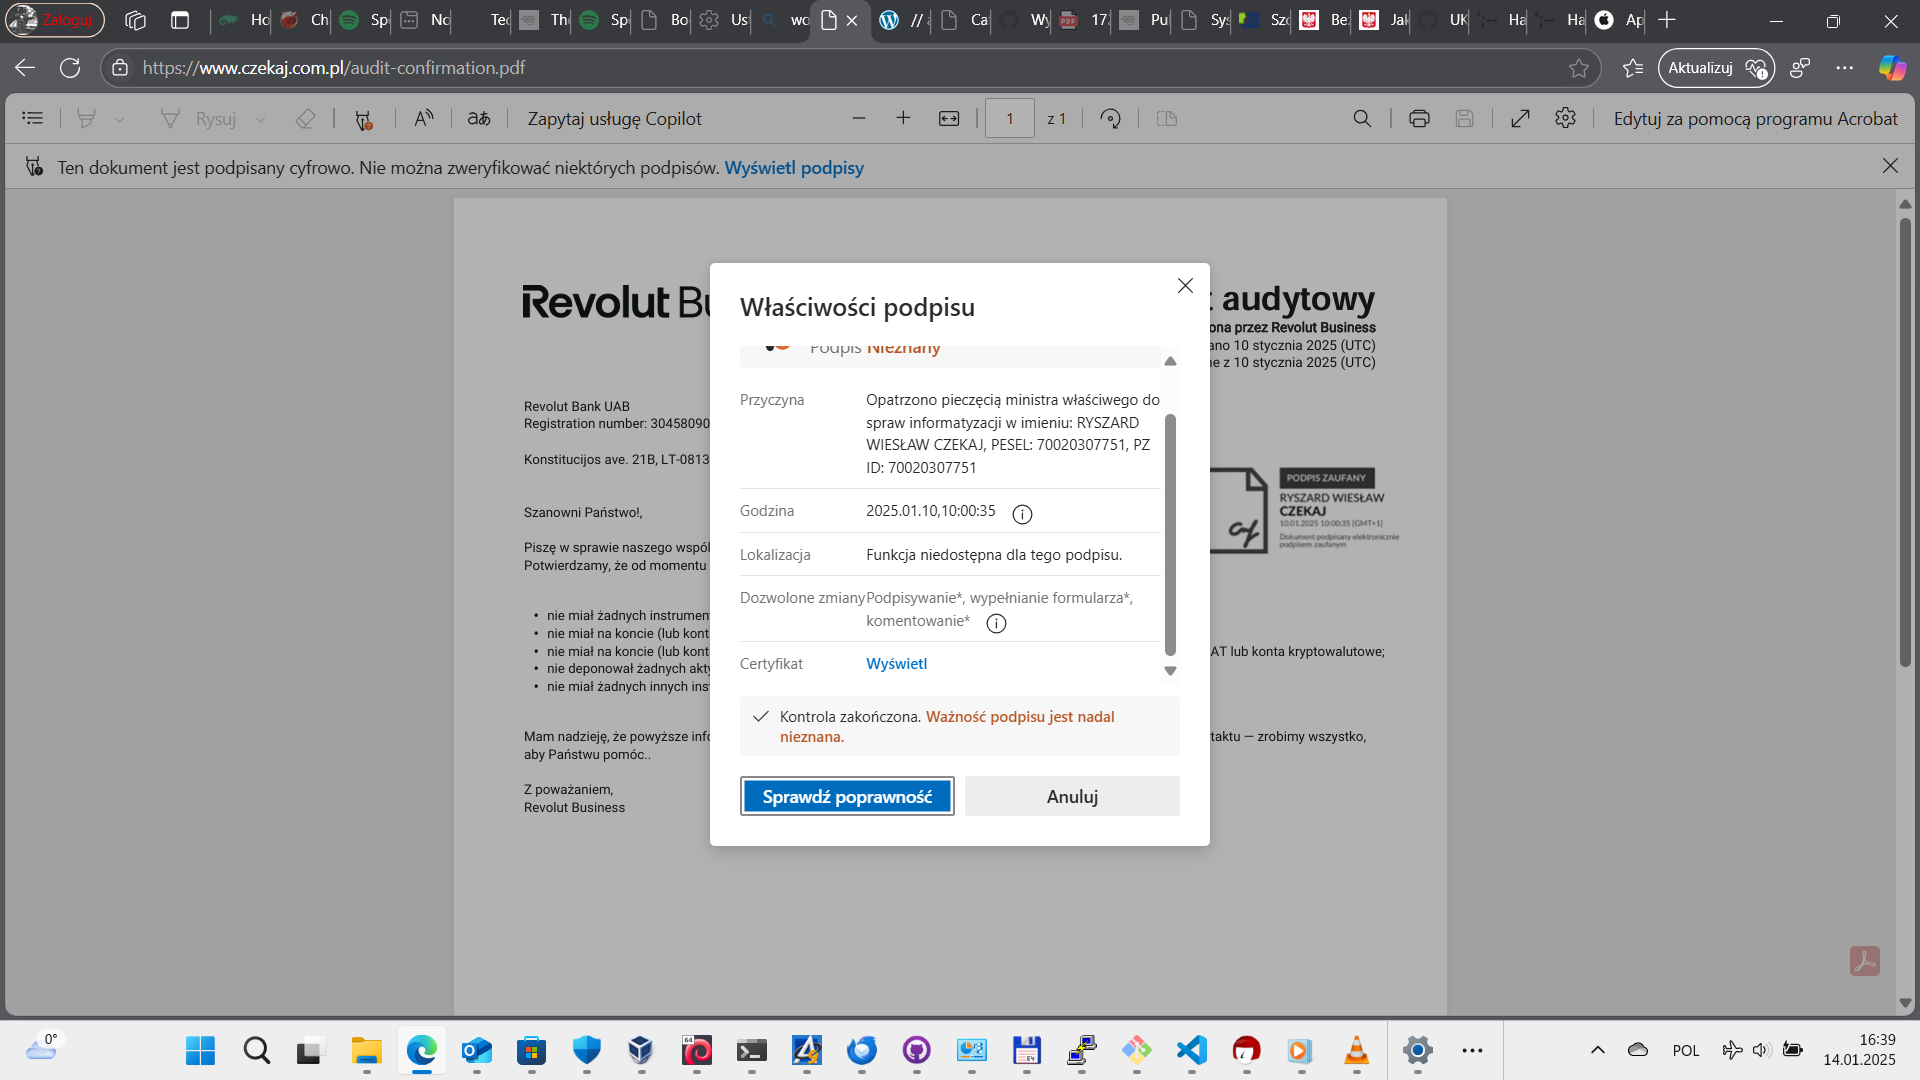 Zaloguj
Ho
Ch
Sp
No
Tec
Th
Sp
Bo
Us
wo
// a
Ca
Wy
17.
Pu
Sys
Szc
Be:
Jak
UK
Ha
Ha
Ap
https://www.czekaj.com.pl/audit-confirmation.pdf
Aktualizuj
Rysuj
aあ
Zapytaj usługę Copilot
1
z 1
Edytuj za pomocą programu Acrobat
Ten dokument jest podpisany cyfrowo. Nie można zweryfikować niektórych podpisów. Wyświetl podpisy
Revolut Bu
t audytowy
ona przez Revolut Business
ano 10 stycznia 2025 (UTC)
ne z 10 stycznia 2025 (UTC)
Revolut Bank UAB
Registration number: 30458090
Konstitucijos ave. 21B, LT-0813
PODPIS ZAUFANY
RYSZARD WIESŁAW
CZEKAJ
10.01.2025 10:00:35 [GMT+1]
Dokument podpisany elektronicznie
podpisem zaufanym
Szanowni Państwo!,
Piszę w sprawie naszego wspól
Potwierdzamy, że od momentu
• nie miał żadnych instrumen
• nie miał na koncie (lub kont
• nie miał na koncie (lub kont
AT lub konta kryptowalutowe;
• nie deponował żadnych akty
• nie miał żadnych innych ins
Mam nadzieję, że powyższe info
taktu — zrobimy wszystko,
aby Państwu pomóc..
Z poważaniem,
Revolut Business
Właściwości podpisu
Podpis Nieznany
Przyczyna
Opatrzono pieczęcią ministra właściwego do
spraw informatyzacji w imieniu: RYSZARD
WIESŁAW CZEKAJ, PESEL: 70020307751, PZ
ID: 70020307751
Godzina
2025.01.10,10:00:35
Lokalizacja
Funkcja niedostępna dla tego podpisu.
Dozwolone zmiany
Podpisywanie*, wypełnianie formularza*,
komentowanie*
Certyfikat
Wyświetl
Kontrola zakończona. Ważność podpisu jest nadal
nieznana.
Sprawdź poprawność
Anuluj
0°
POL
16:39
14.01.2025